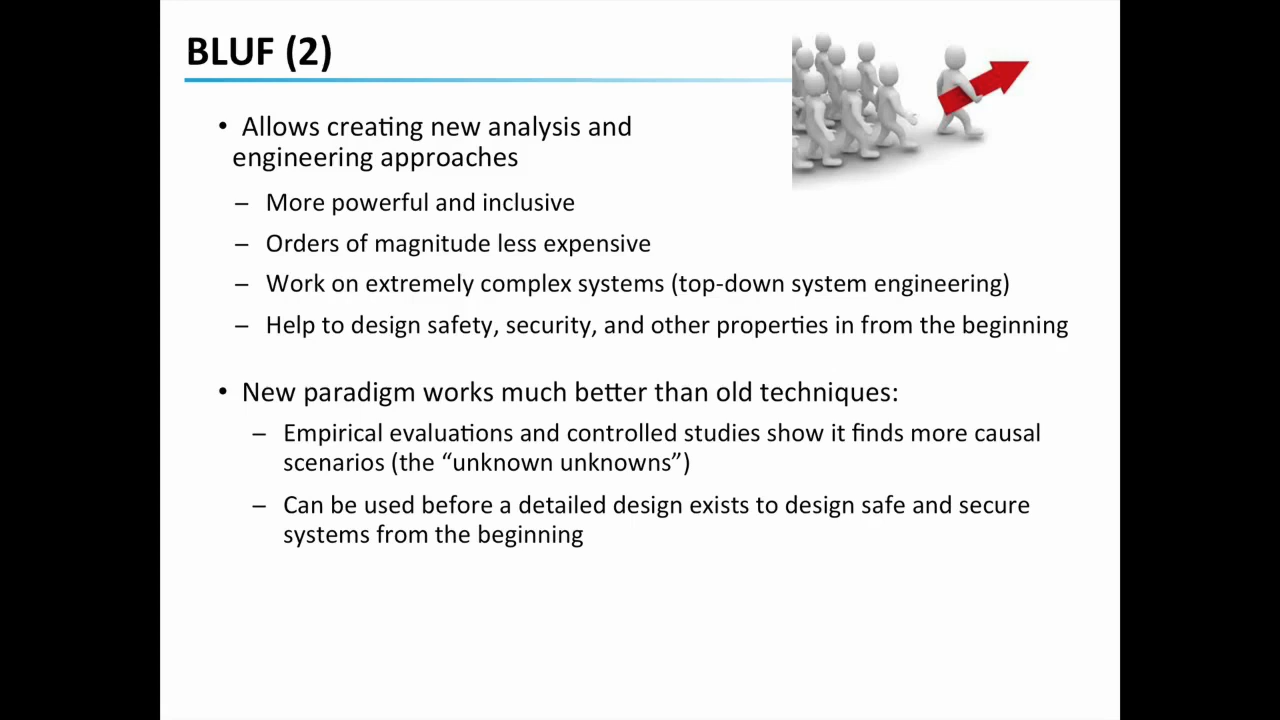 BLUF (2)
• Allows creating new analysis and
engineering approaches
– More powerful and inclusive
– Orders of magnitude less expensive
– Work on extremely complex systems (top-down system engineering)
– Help to design safety, security, and other properties in from the beginning
• New paradigm works much better than old techniques:
– Empirical evaluations and controlled studies show it finds more causal
scenarios (the “unknown unknowns”)
– Can be used before a detailed design exists to design safe and secure
systems from the beginning